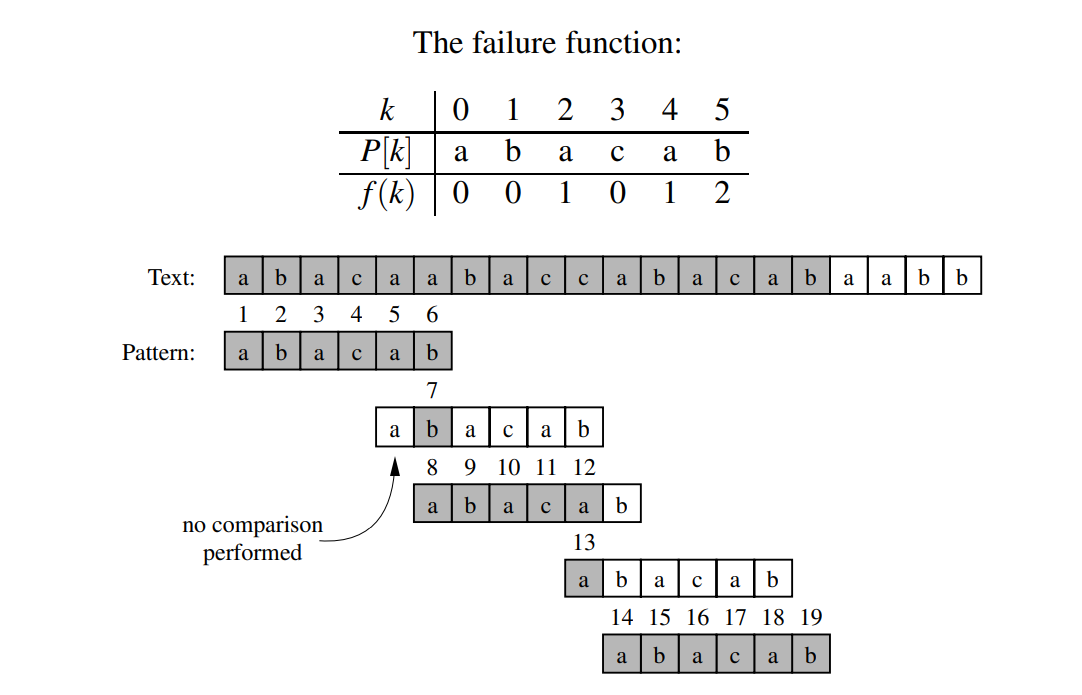 The failure function:
k 0 1 2 3 4 5
P[k] a b a c a b
f(k) 0 0 1 0 1 2
Text: a b a c a a b a c c a b a c a b a a b b
1 2 3 4 5 6
Pattern: a b a c a b
7
a b a c a b
8 9 10 11 12
a b a c a b
no comparison
performed
13
a b a c a b
14 15 16 17 18 19
a b a c a b